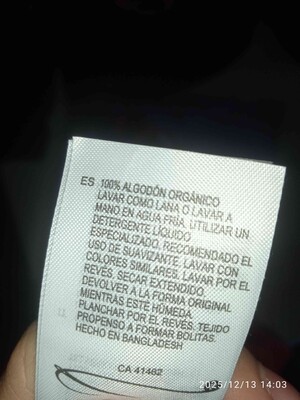 ES 100% ALGODÓN ORGÁNICO
LAVAR COMO LANA O LAVAR A
MANO EN AGUA FRÍA. UTILIZAR UN
DETERGENTE LÍQUIDO
ESPECIALIZADO. RECOMENDADO EL
USO DE SUAVIZANTE. LAVAR CON
COLORES SIMILARES. LAVAR POR EL
REVÉS. SECAR EXTENDIDO.
DEVOLVER A LA FORMA ORIGINAL
MIENTRAS ESTÉ HÚMEDA.
PLANCHAR POR EL REVÉS. TEJIDO
PROPENSO A FORMAR BOLITAS.
HECHO EN BANGLADESH
CA 41462
2025/12/13 14:03